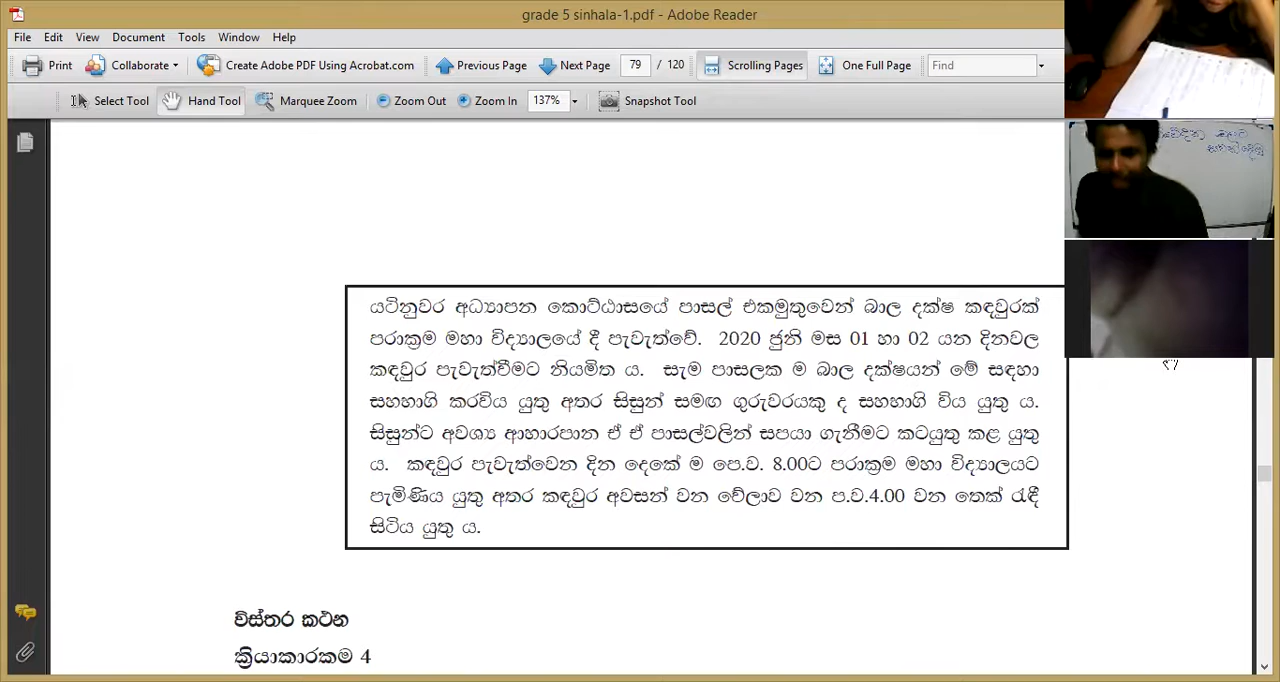 grade 5 sinhala-1.pdf - Adobe Reader
File Edit View Document Tools Window Help
Print Collaborate Create Adobe PDF Using Acrobat.com Previous Page Next Page 79 / 120 Scrolling Pages One Full Page Find
Select Tool Hand Tool Marquee Zoom Zoom Out Zoom In 137% Snapshot Tool
යටිනුවර අධ්‍යාපන කොට්ඨාසයේ පාසල් එකමුතුවෙන් බාල දක්ෂ කඳවුරක්
පරාක්‍රම මහා විද්‍යාලයේ දී පැවැත්වේ. 2020 ජුනි මස 01 හා 02 යන දිනවල
කඳවුර පැවැත්වීමට නියමිත ය. සැම පාසලක ම බාල දක්ෂයන් මේ සඳහා
සහභාගි කරවිය යුතු අතර සිසුන් සමඟ ගුරුවරයකු ද සහභාගි විය යුතු ය.
සිසුන්ට අවශ්‍ය ආහාරපාන ඒ ඒ පාසල්වලින් සපයා ගැනීමට කටයුතු කළ යුතු
ය. කඳවුර පැවැත්වෙන දින දෙකේ ම පෙ.ව. 8.00ට පරාක්‍රම මහා විද්‍යාලයට
පැමිණිය යුතු අතර කඳවුර අවසන් වන වේලාව වන ප.ව.4.00 වන තෙක් රැඳී
සිටිය යුතු ය.
විස්තර කථන
ක්‍රියාකාරකම 4